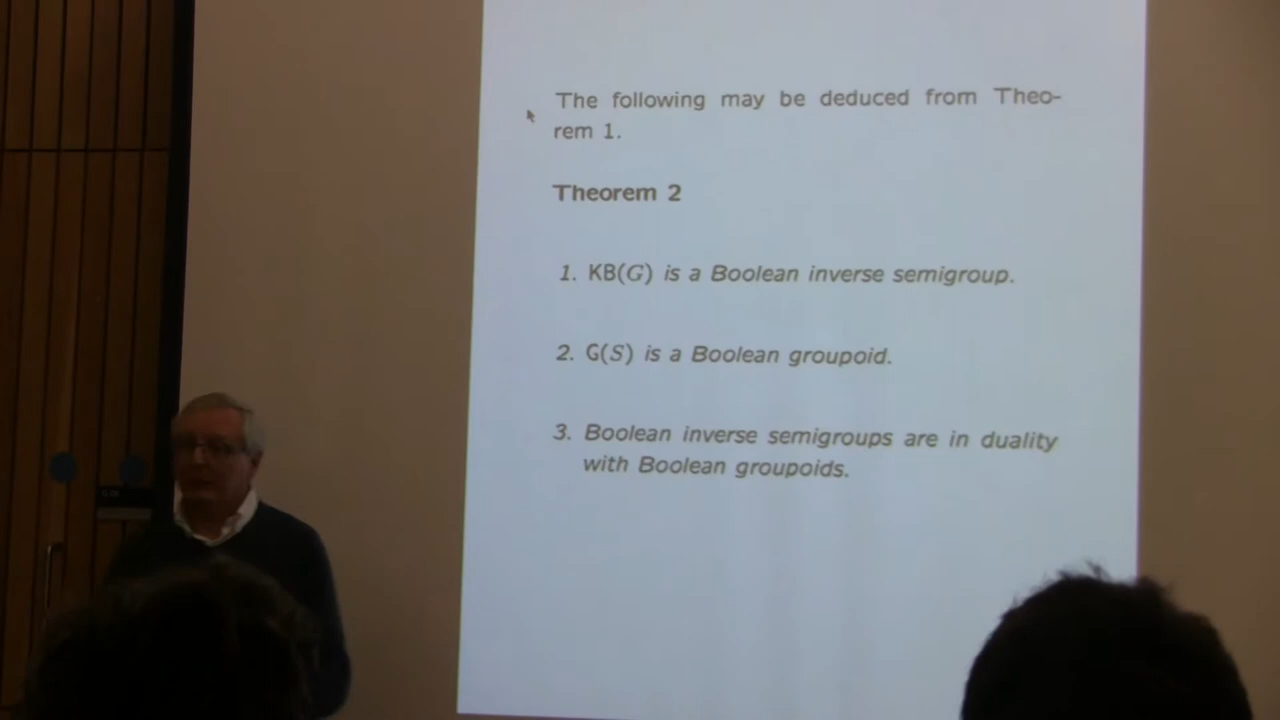 The following may be deduced from Theo-
rem 1.
Theorem 2
1. KB(G) is a Boolean inverse semigroup.
2. G(S) is a Boolean groupoid.
3. Boolean inverse semigroups are in duality
with Boolean groupoids.